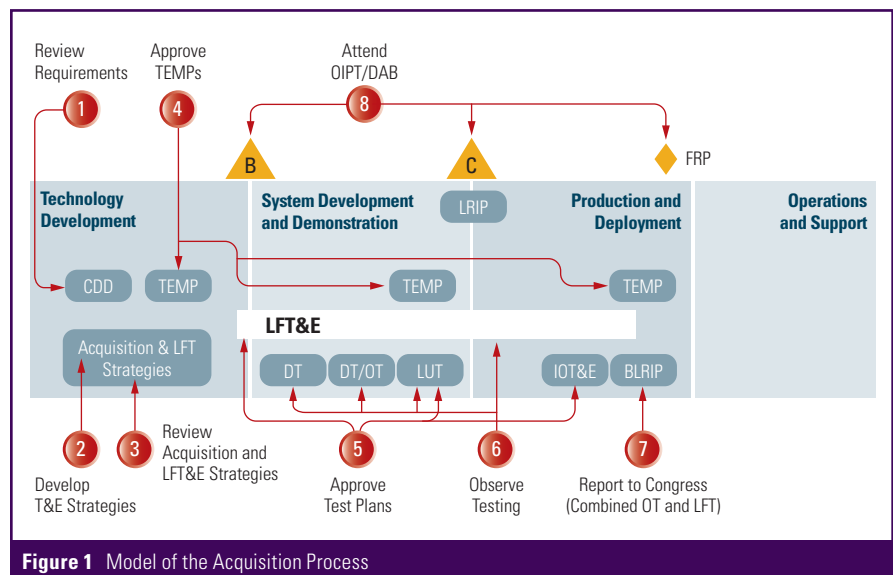 Review
Requirements
Approve
TEMPs
Attend
OIPT/DAB
1
4
8
B
C
FRP
Technology
Development
System Development
and Demonstration
LRIP
Production and
Deployment
Operations
and Support
CDD
TEMP
TEMP
TEMP
LFT&E
Acquisition & LFT
Strategies
DT
DT/OT
LUT
IOT&E
BLRIP
2
3
5
6
7
Develop
T&E Strategies
Review
Acquisition and
LFT&E Strategies
Approve
Test Plans
Observe
Testing
Report to Congress
(Combined OT and LFT)
Figure 1 Model of the Acquisition Process